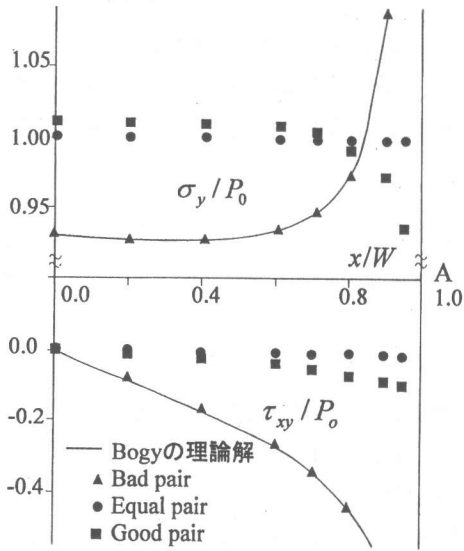 1.05
1.00
0.95
σy/P0
x/W
A
0.0
0.4
0.8
1.0
0.0
-0.2
-0.4
τxy/Po
Bogyの理論解
Bad pair
Equal pair
Good pair